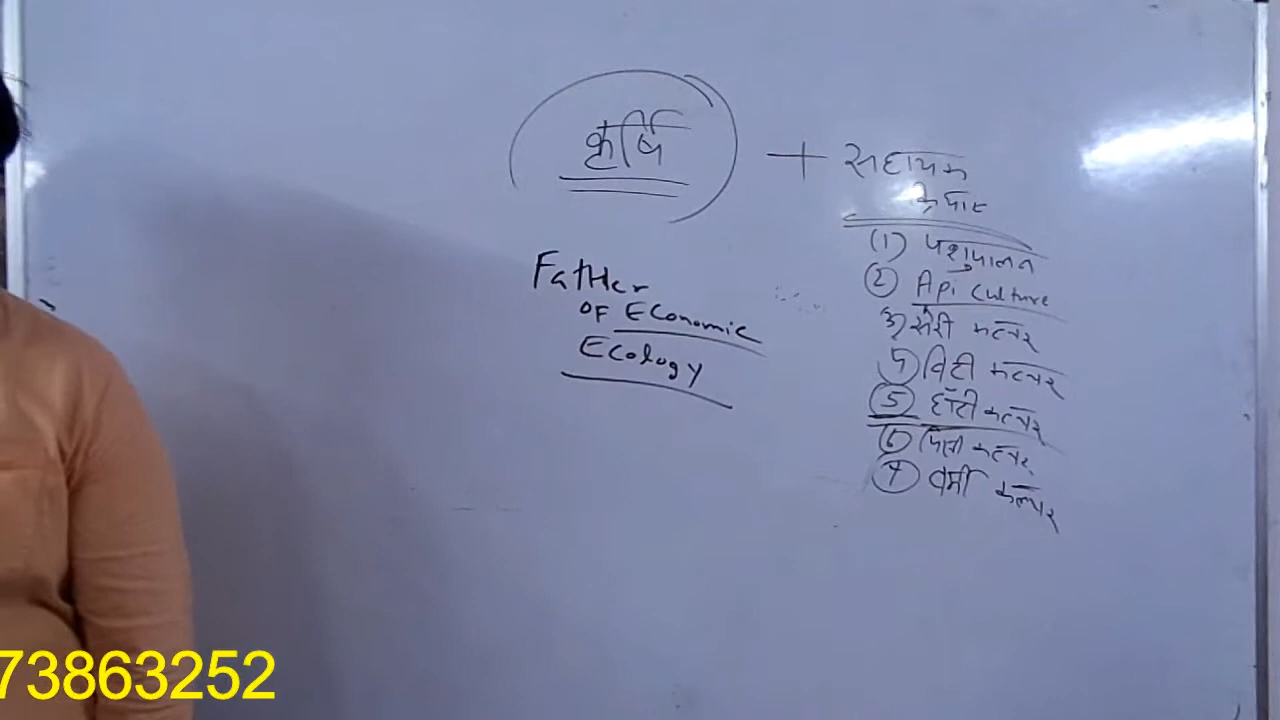 कृर्षि
+ सहायक
Father
OF Economic
Ecology
(1) पशुपालन
(2) Api Culture
3) सेरी कल्चर
4) विटी कल्चर
(5) हॉर्टी कल्चर
(6) पिसी कल्चर
(7) वर्मी कल्चर
73863252